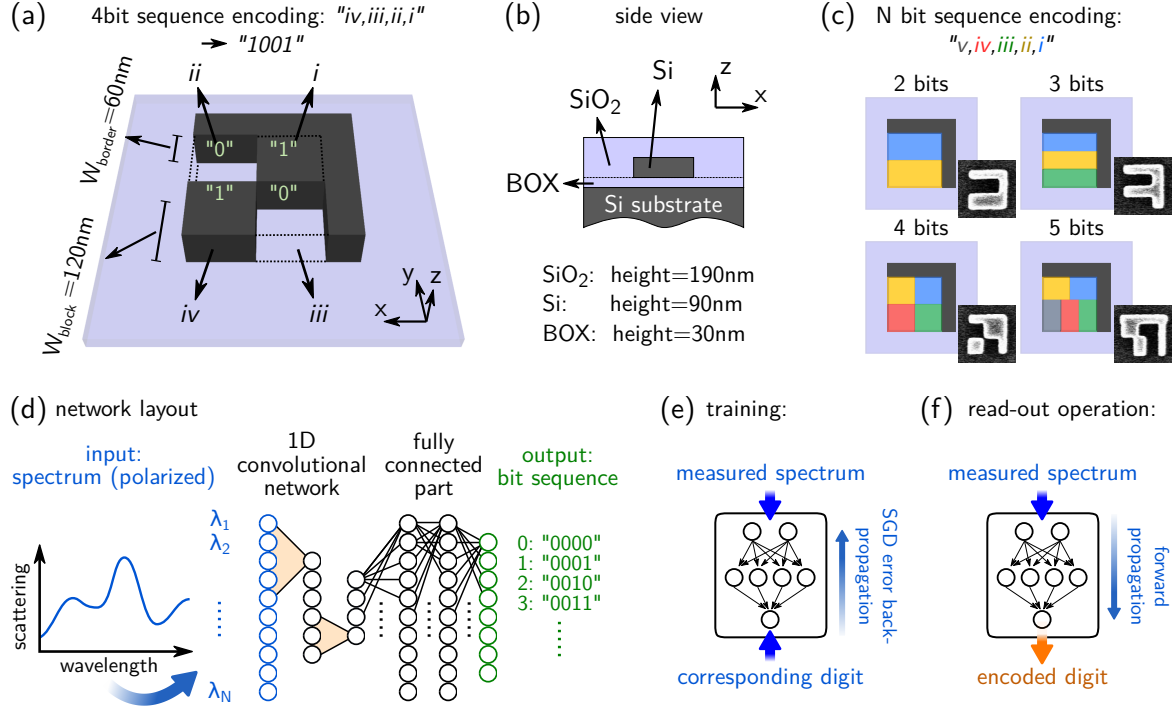 (a) 4bit sequence encoding: "iv,iii,ii,i"
→ "1001"
ii
i
W_border=60nm
"0"
"1"
"1"
"0"
W_block=120nm
iv
iii
y
z
x
(b) side view
Si
z
SiO₂
x
BOX
Si substrate
SiO₂: height=190nm
Si: height=90nm
BOX: height=30nm
(c) N bit sequence encoding:
"v,iv,iii,ii,i"
2 bits
3 bits
4 bits
5 bits
(d) network layout
input:
spectrum (polarized)
1D
convolutional
network
fully
connected
part
output:
bit sequence
λ₁
λ₂
λ_N
scattering
wavelength
0: "0000"
1: "0001"
2: "0010"
3: "0011"
(e) training:
measured spectrum
SGD error back-
propagation
corresponding digit
(f) read-out operation:
measured spectrum
forward
propagation
encoded digit